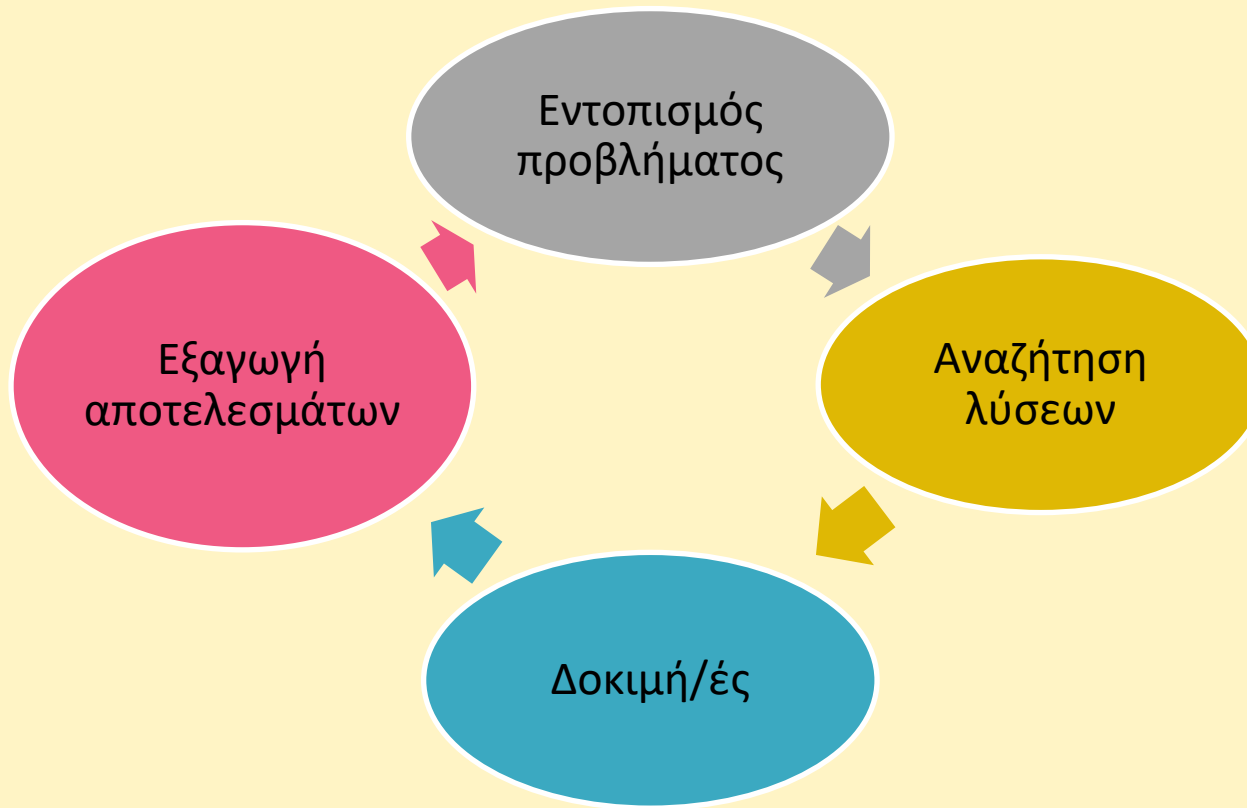 Εντοπισμός
προβλήματος
Αναζήτηση
λύσεων
Δοκιμή/ές
Εξαγωγή
αποτελεσμάτων